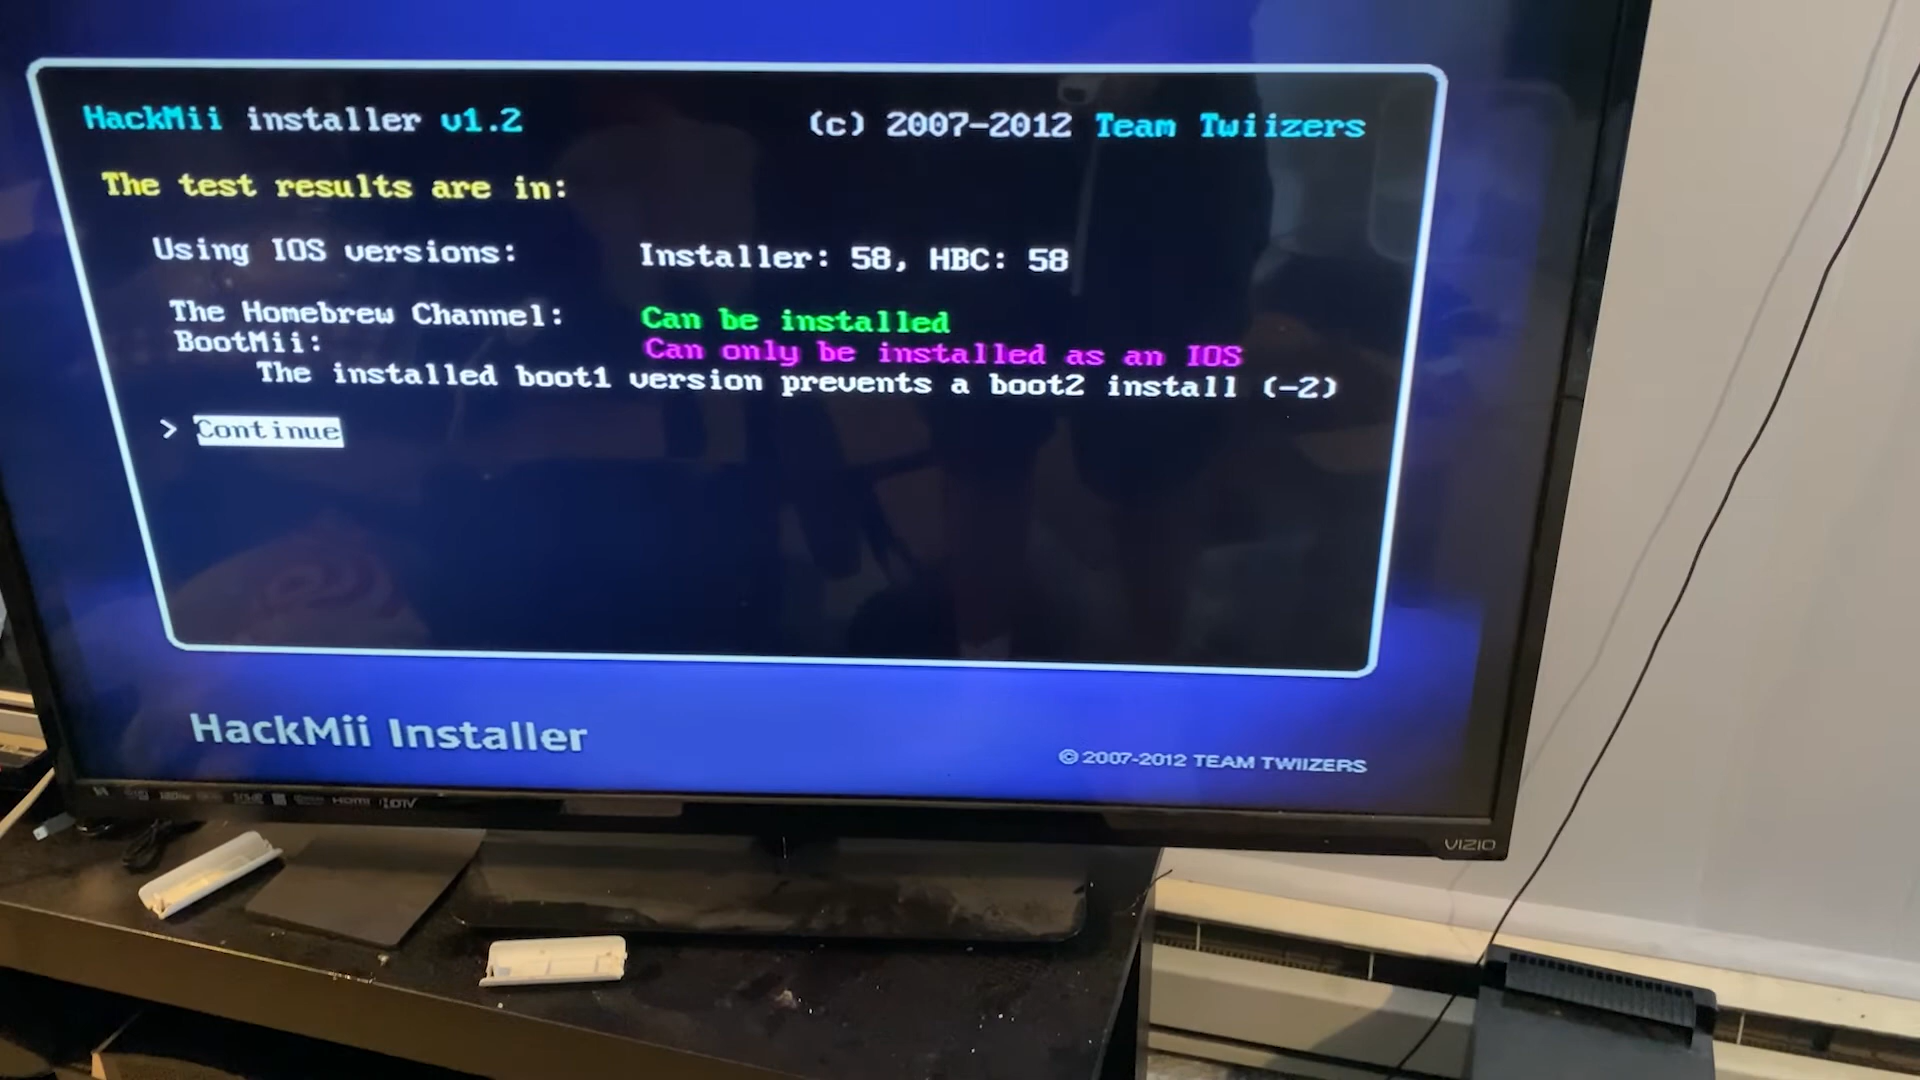 HackMii installer v1.2 (c) 2007-2012 Team Twiizers
The test results are in:
Using IOS versions: Installer: 58, HBC: 58
The Homebrew Channel: Can be installed
BootMii: Can only be installed as an IOS
The installed boot1 version prevents a boot2 install (-2)
> Continue
HackMii Installer
© 2007-2012 TEAM TWIIZERS
HDMI HDTV
VIZIO